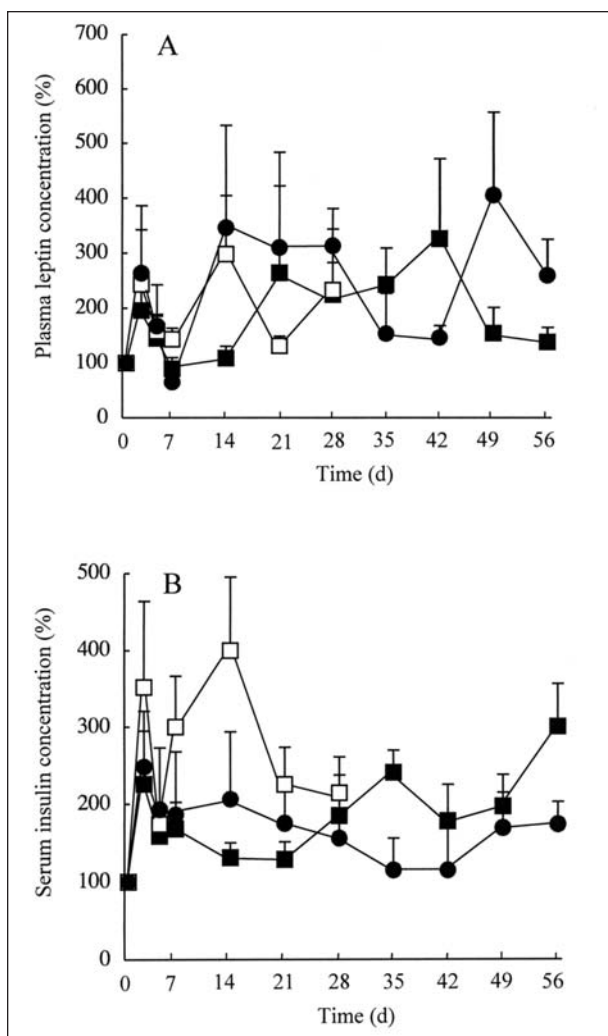 A
Plasma leptin concentration (%)
700
600
500
400
300
200
100
0
0 7 14 21 28 35 42 49 56
Time (d)
B
Serum insulin concentration (%)
500
400
300
200
100
0
0 7 14 21 28 35 42 49 56
Time (d)